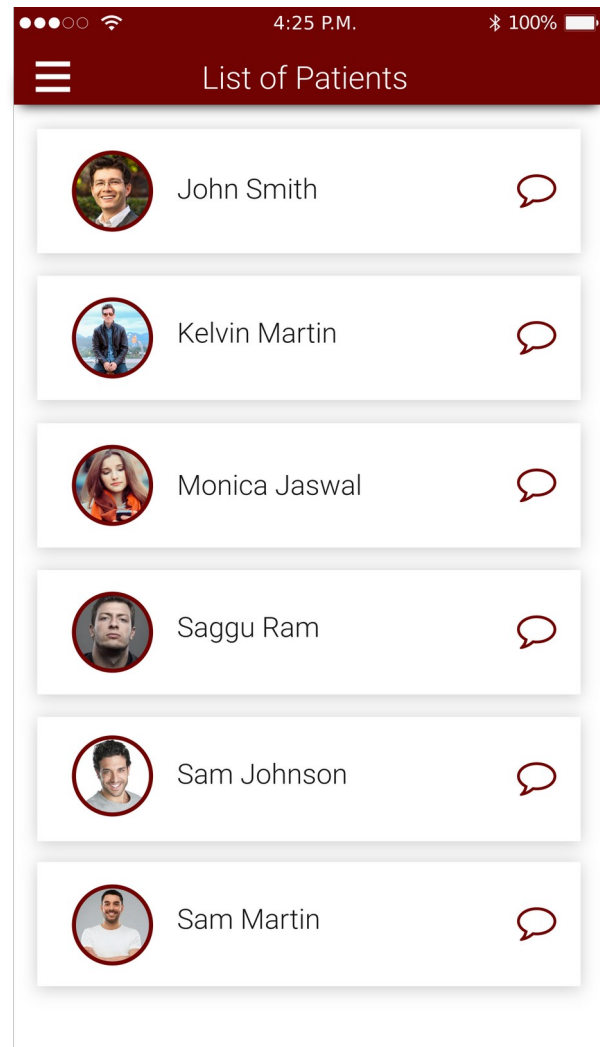 4:25 P.M. 100%
List of Patients
John Smith
Kelvin Martin
Monica Jaswal
Saggu Ram
Sam Johnson
Sam Martin